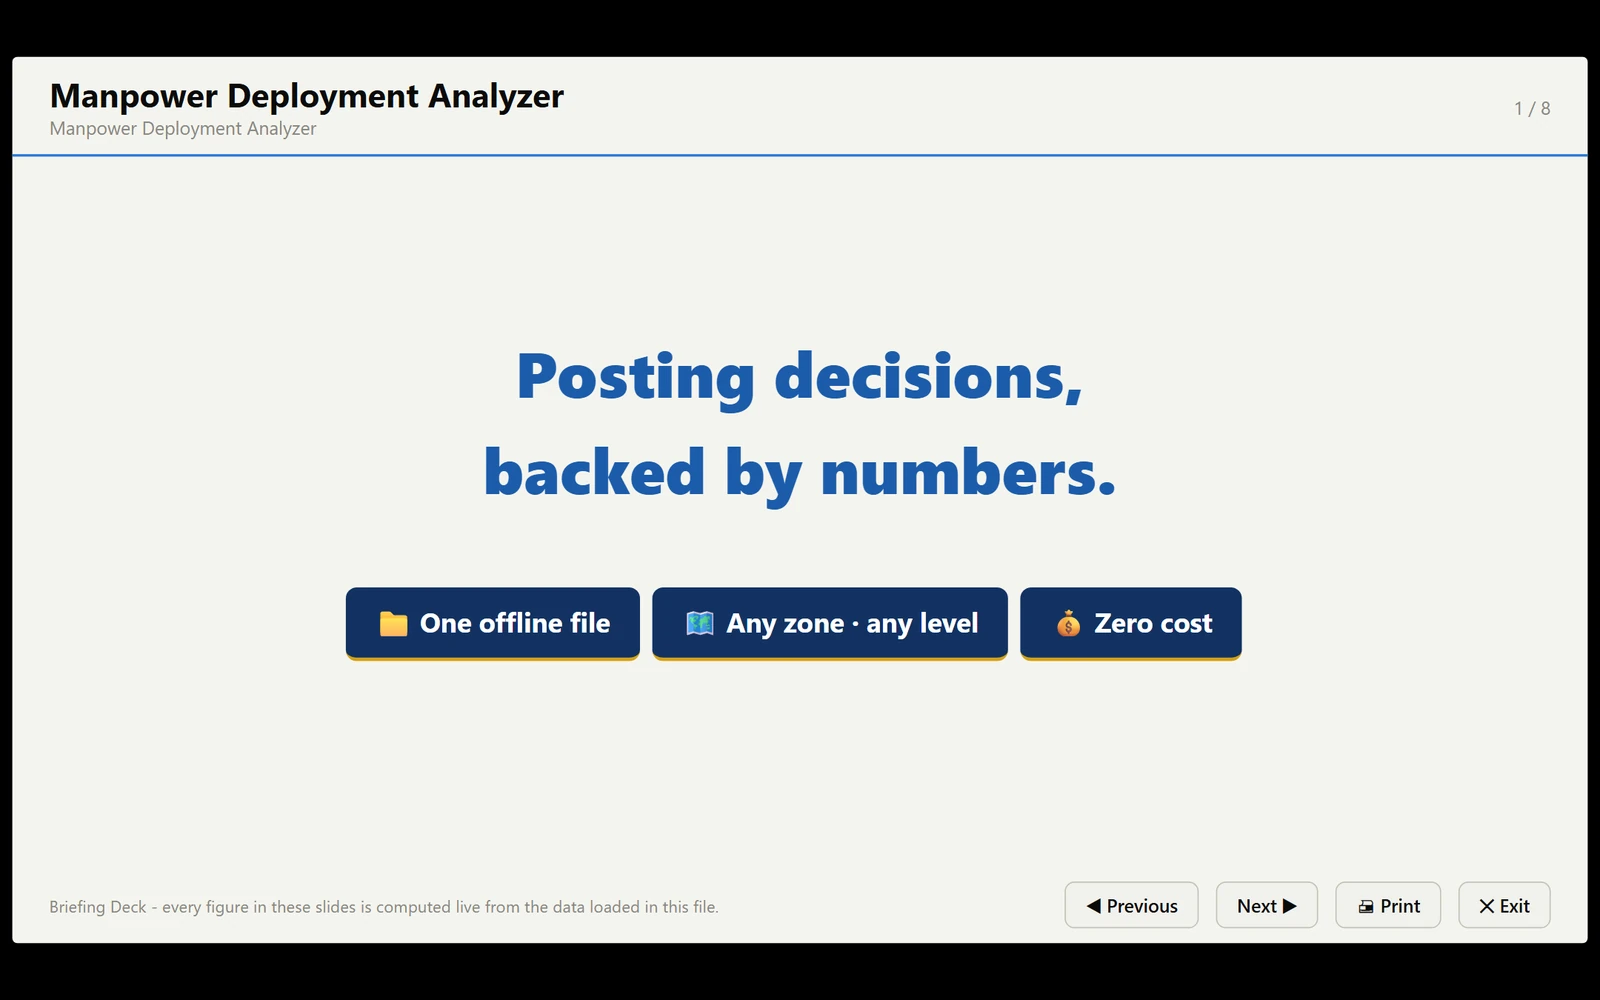 Manpower Deployment Analyzer
Manpower Deployment Analyzer
1 / 8
Posting decisions,
backed by numbers.
One offline file
Any zone · any level
Zero cost
Briefing Deck - every figure in these slides is computed live from the data loaded in this file.
◀ Previous
Next ▶
Print
✕ Exit